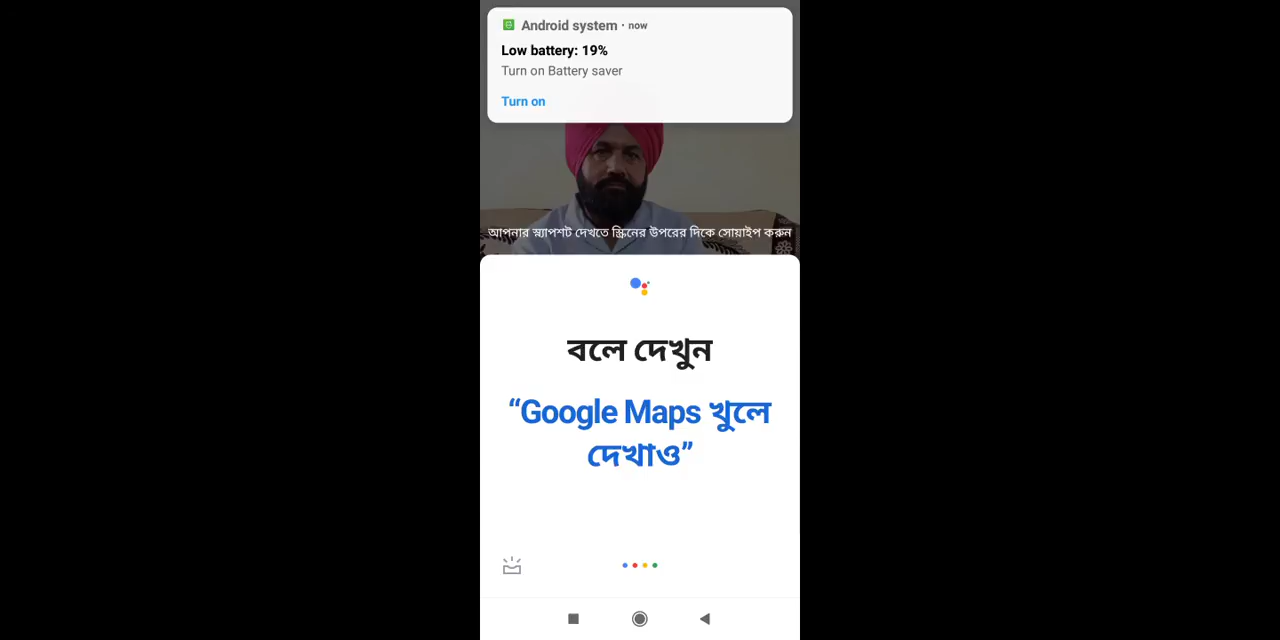 Android system · now
Low battery: 19%
Turn on Battery saver
Turn on
আপনার স্ন্যাপশট দেখতে স্ক্রিনের উপরের দিকে সোয়াইপ করুন
বলে দেখুন
“Google Maps খুলে
দেখাও”